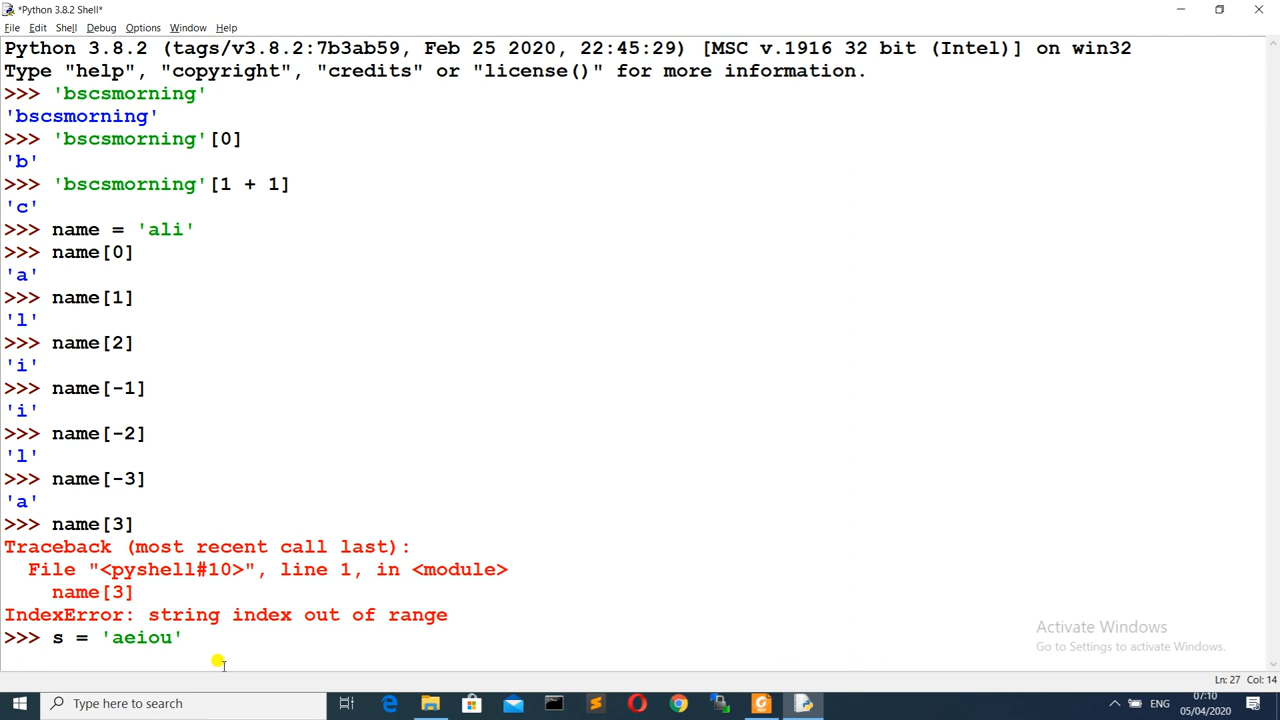 *Python 3.8.2 Shell*
File Edit Shell Debug Options Window Help
Python 3.8.2 (tags/v3.8.2:7b3ab59, Feb 25 2020, 22:45:29) [MSC v.1916 32 bit (Intel)] on win32
Type "help", "copyright", "credits" or "license()" for more information.
>>> 'bscsmorning'
'bscsmorning'
>>> 'bscsmorning'[0]
'b'
>>> 'bscsmorning'[1 + 1]
'c'
>>> name = 'ali'
>>> name[0]
'a'
>>> name[1]
'l'
>>> name[2]
'i'
>>> name[-1]
'i'
>>> name[-2]
'l'
>>> name[-3]
'a'
>>> name[3]
Traceback (most recent call last):
  File "<pyshell#10>", line 1, in <module>
    name[3]
IndexError: string index out of range
>>> s = 'aeiou'
Activate Windows
Go to Settings to activate Windows.
Ln: 27 Col: 14
Type here to search
ENG
07:10
05/04/2020